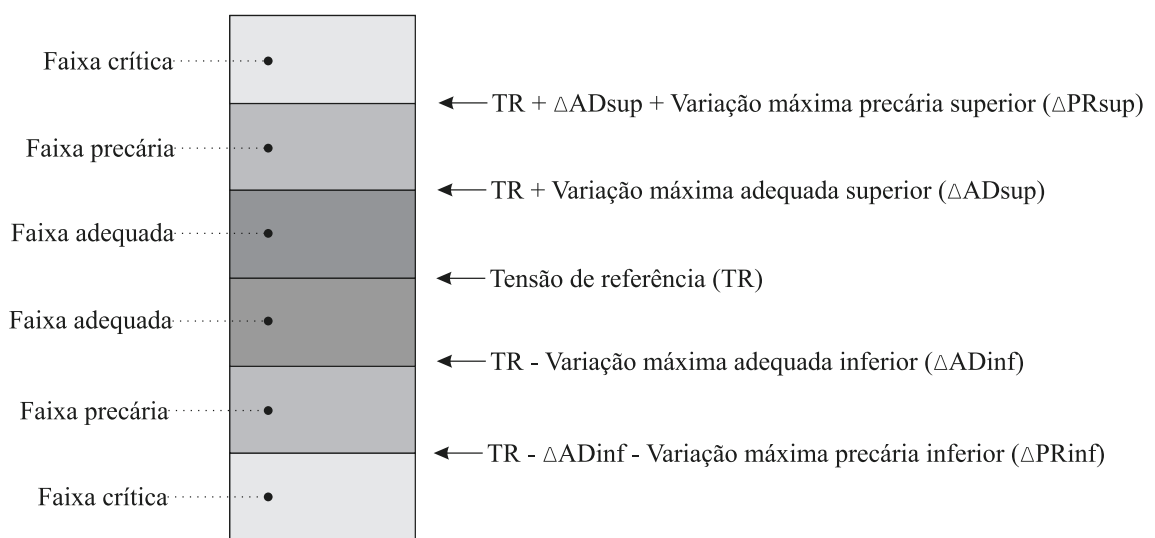 Faixa crítica
TR + △ADsup + Variação máxima precária superior (△PRsup)
Faixa precária
TR + Variação máxima adequada superior (△ADsup)
Faixa adequada
Tensão de referência (TR)
Faixa adequada
TR - Variação máxima adequada inferior (△ADinf)
Faixa precária
TR - △ADinf - Variação máxima precária inferior (△PRinf)
Faixa crítica